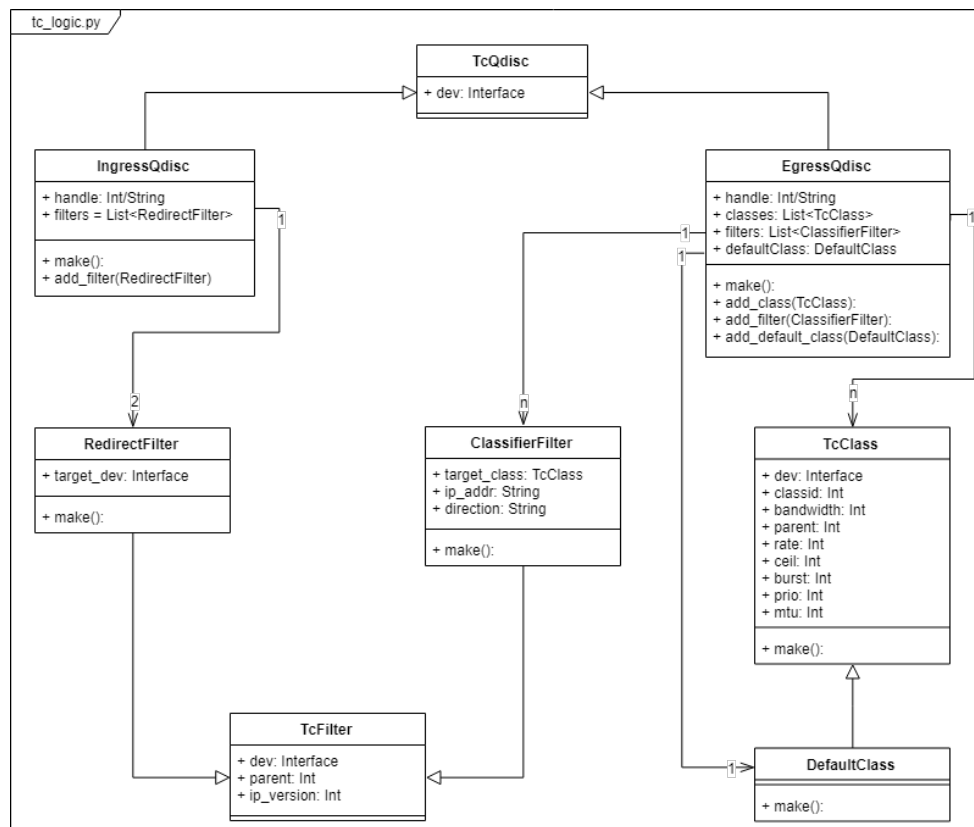 tc_logic.py
TcQdisc
+ dev: Interface
IngressQdisc
+ handle: Int/String
+ filters = List<RedirectFilter>
+ make():
+ add_filter(RedirectFilter)
1
2
EgressQdisc
+ handle: Int/String
+ classes: List<TcClass>
+ filters: List<ClassifierFilter>
+ defaultClass: DefaultClass
+ make():
+ add_class(TcClass):
+ add_filter(ClassifierFilter):
+ add_default_class(DefaultClass):
1
1
1
n
n
RedirectFilter
+ target_dev: Interface
+ make():
ClassifierFilter
+ target_class: TcClass
+ ip_addr: String
+ direction: String
+ make():
TcClass
+ dev: Interface
+ classid: Int
+ bandwidth: Int
+ parent: Int
+ rate: Int
+ ceil: Int
+ burst: Int
+ prio: Int
+ mtu: Int
+ make():
TcFilter
+ dev: Interface
+ parent: Int
+ ip_version: Int
1
DefaultClass
+ make():